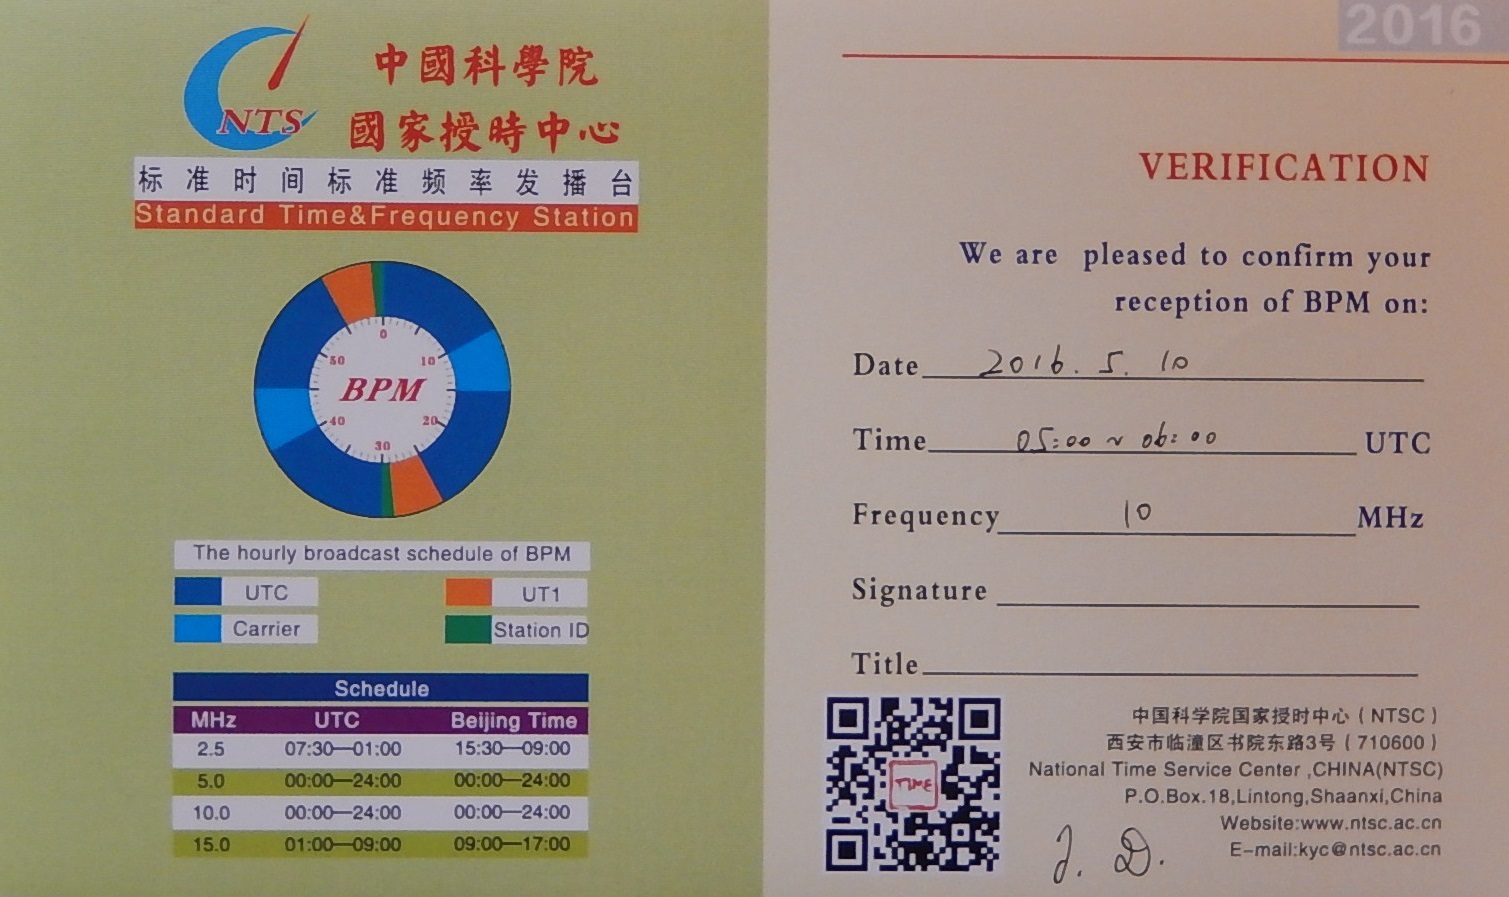 NTS
中國科學院
國家授時中心
标准时间标准频率发播台
Standard Time&Frequency Station
0
50 10
BPM
40 20
30
The hourly broadcast schedule of BPM
UTC UT1
Carrier Station ID
Schedule
MHz UTC Beijing Time
2.5 07:30—01:00 15:30—09:00
5.0 00:00—24:00 00:00—24:00
10.0 00:00—24:00 00:00—24:00
15.0 01:00—09:00 09:00—17:00
2016
VERIFICATION
We are pleased to confirm your
reception of BPM on:
Date 2016. 5. 10
Time 05:00 ~ 06:00 UTC
Frequency 10 MHz
Signature
Title
TIME
中国科学院国家授时中心（NTSC）
西安市临潼区书院东路3号（710600）
National Time Service Center ,CHINA(NTSC)
P.O.Box.18,Lintong,Shaanxi,China
Website:www.ntsc.ac.cn
E-mail:kyc@ntsc.ac.cn
J. D.